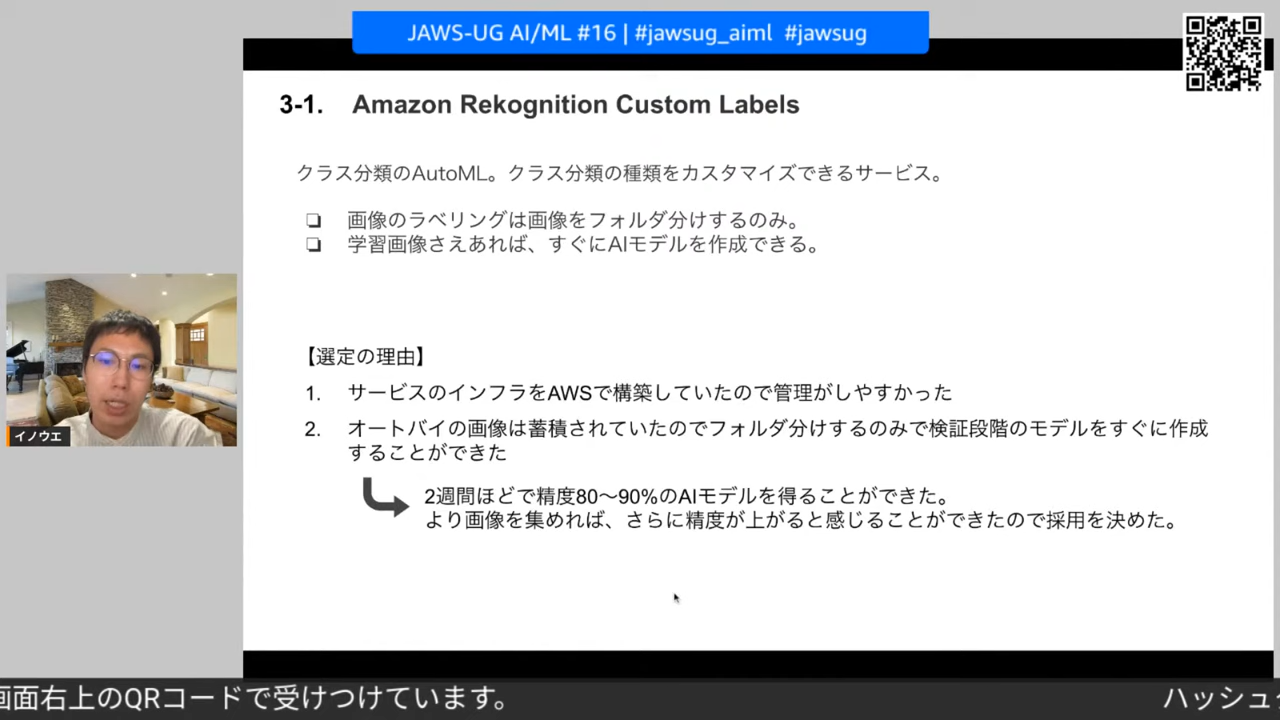 JAWS-UG AI/ML #16 | #jawsug_aiml #jawsug
3-1. Amazon Rekognition Custom Labels
クラス分類のAutoML。クラス分類の種類をカスタマイズできるサービス。
❏ 画像のラベリングは画像をフォルダ分けするのみ。
❏ 学習画像さえあれば、すぐにAIモデルを作成できる。
【選定の理由】
1. サービスのインフラをAWSで構築していたので管理がしやすかった
2. オートバイの画像は蓄積されていたのでフォルダ分けするのみで検証段階のモデルをすぐに作成
することができた
2週間ほどで精度80〜90%のAIモデルを得ることができた。
より画像を集めれば、さらに精度が上がると感じることができたので採用を決めた。
イノウエ
画面右上のQRコードで受けつけています。
ハッシュ